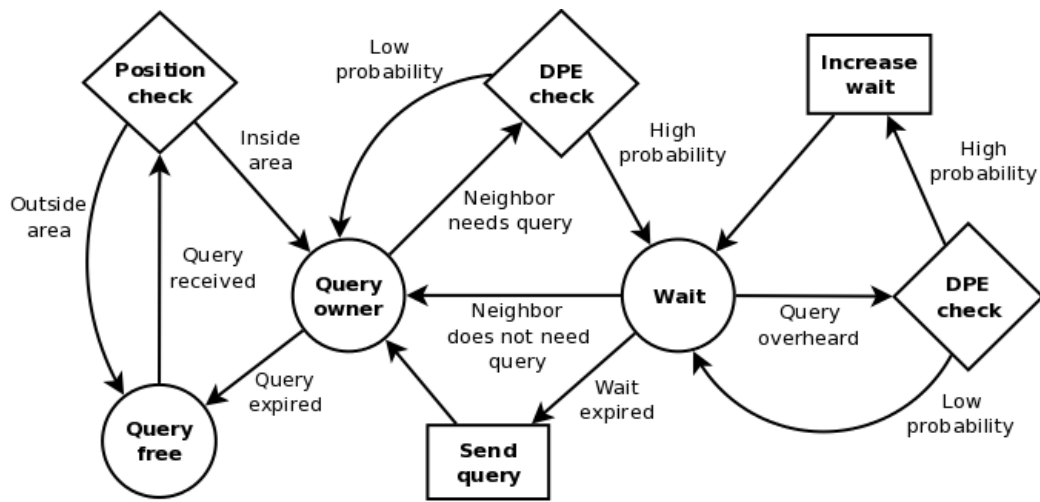 Position
check
Low
probability
DPE
check
Increase
wait
Inside
area
High
probability
High
probability
Outside
area
Neighbor
needs query
Query
received
Query
owner
Wait
DPE
check
Neighbor
does not need
query
Query
overheard
Query
expired
Wait
expired
Low
probability
Query
free
Send
query